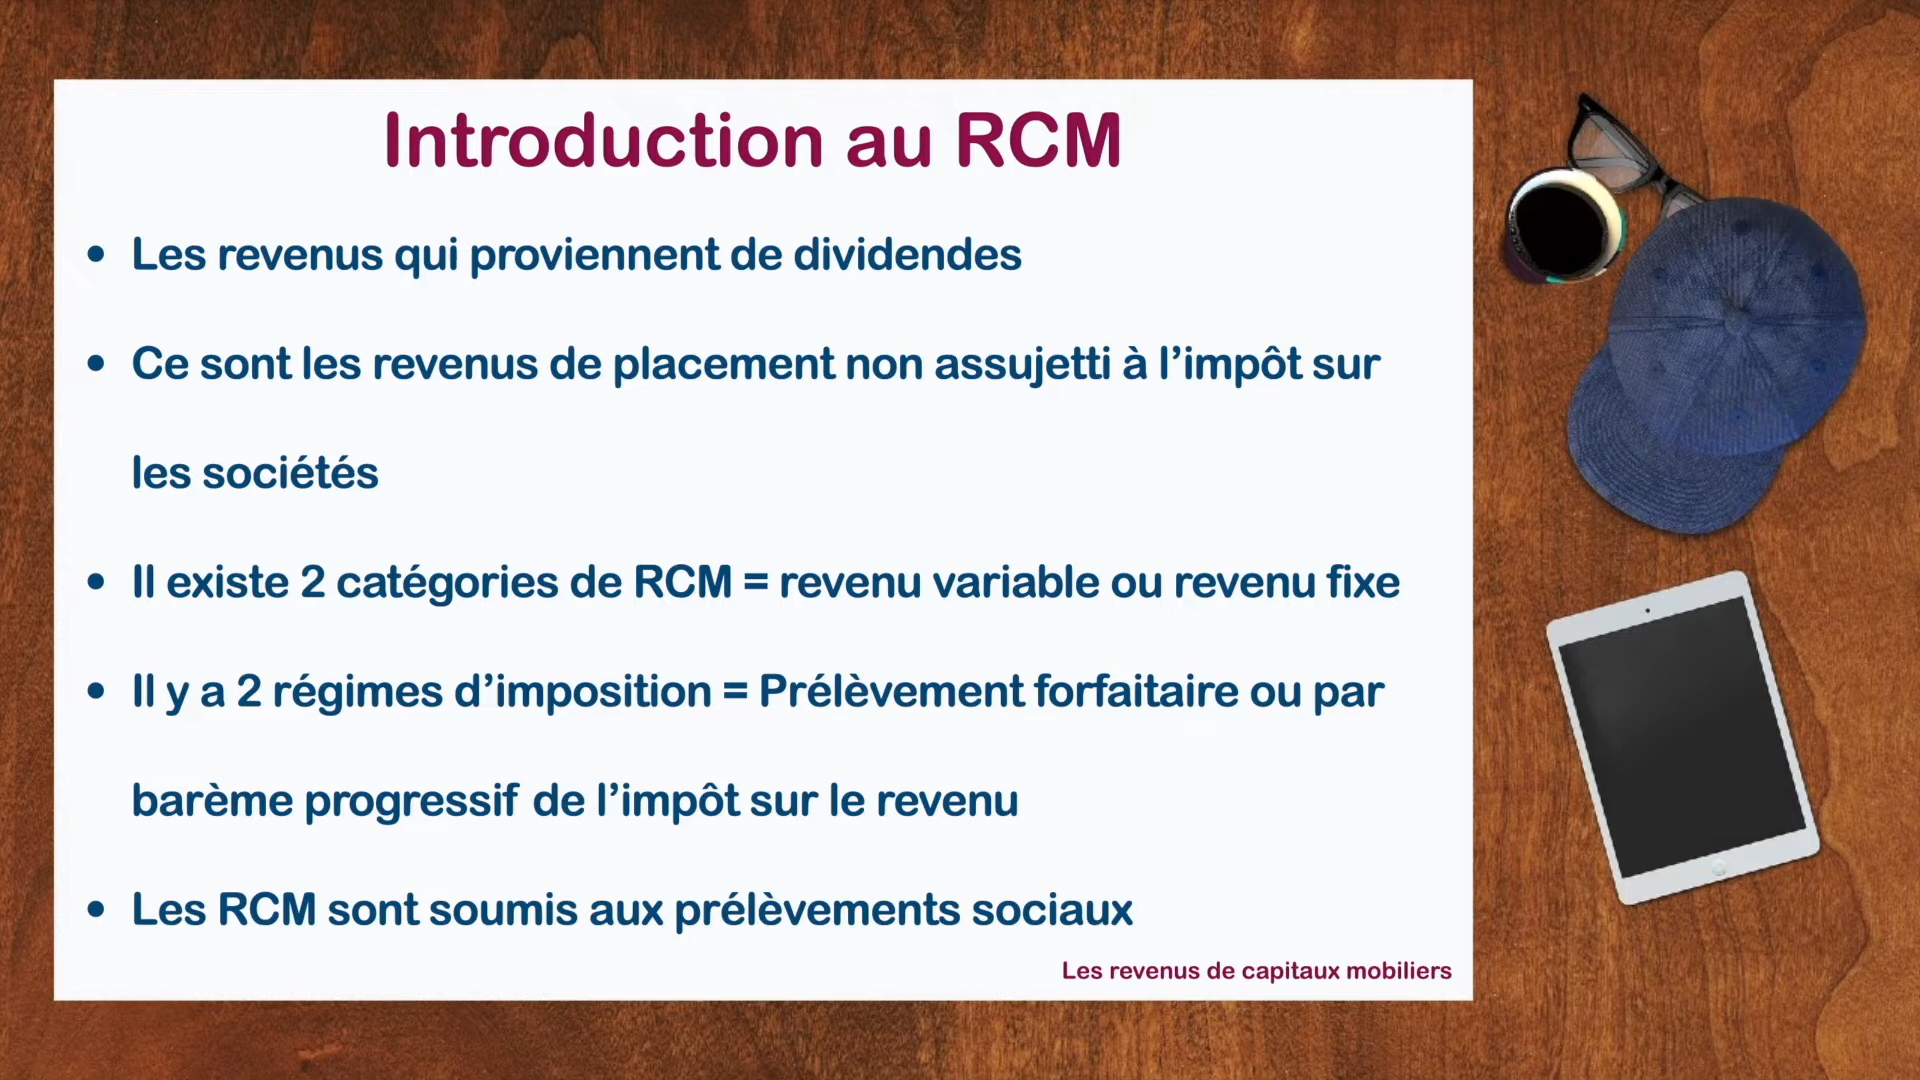 Introduction au RCM
• Les revenus qui proviennent de dividendes
• Ce sont les revenus de placement non assujetti à l’impôt sur
les sociétés
• Il existe 2 catégories de RCM = revenu variable ou revenu fixe
• Il y a 2 régimes d’imposition = Prélèvement forfaitaire ou par
barème progressif de l’impôt sur le revenu
• Les RCM sont soumis aux prélèvements sociaux
Les revenus de capitaux mobiliers